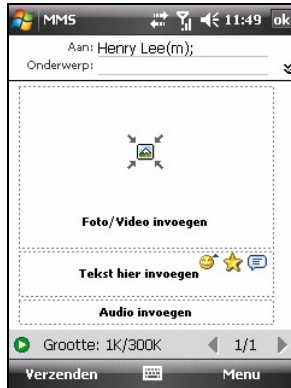 MMS 11:49 ok
Aan: Henry Lee(m);
Onderwerp:
Foto/Video invoegen
Tekst hier invoegen
Audio invoegen
Grootte: 1K/300K 1/1
Verzenden Menu